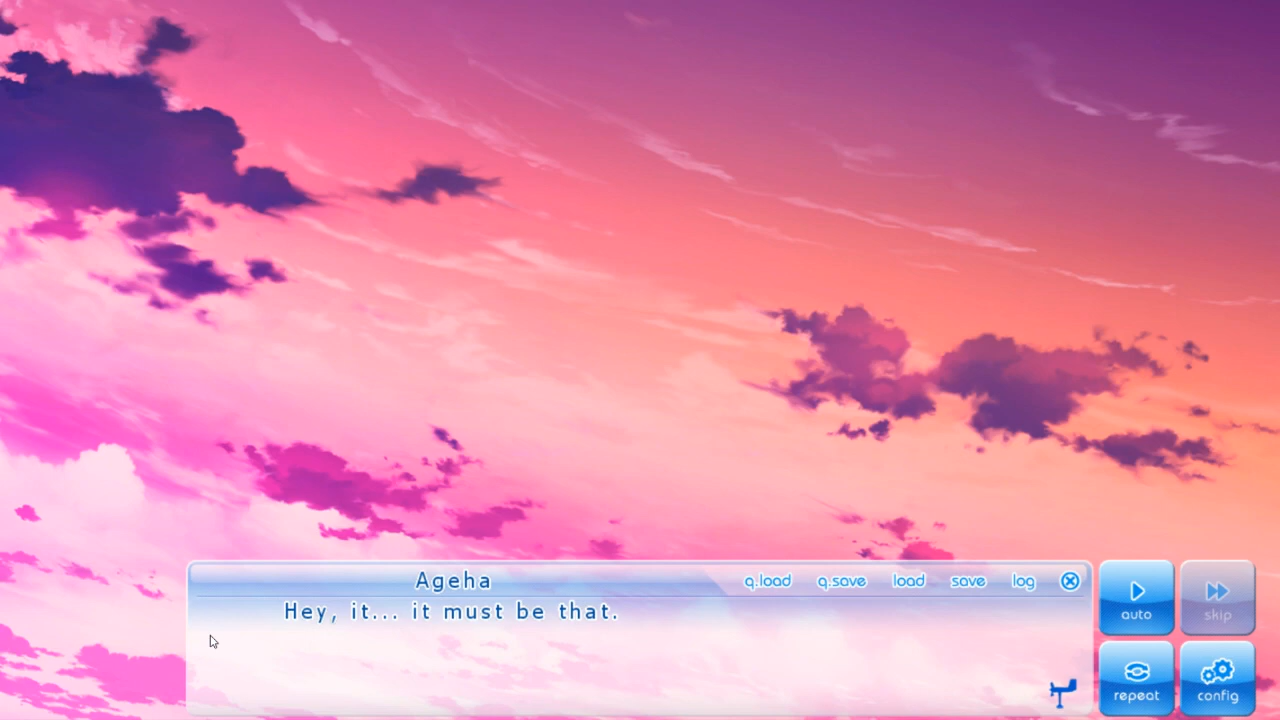 Ageha
q.load
q.save
load
save
log
Hey, it... it must be that.
auto
skip
repeat
config